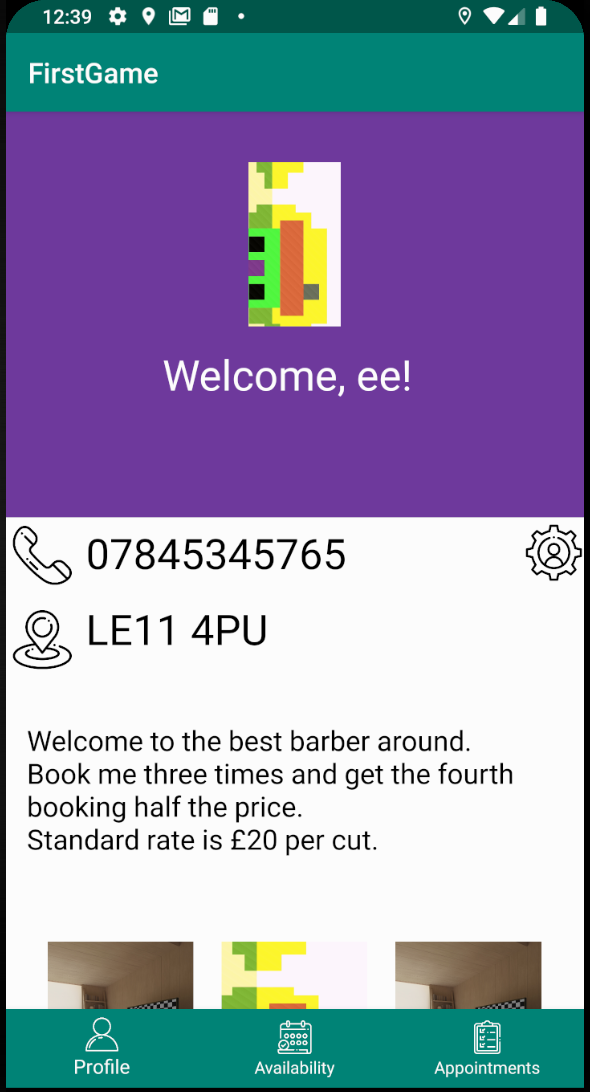 12:39
FirstGame
Welcome, ee!
07845345765
LE11 4PU
Welcome to the best barber around.
Book me three times and get the fourth
booking half the price.
Standard rate is £20 per cut.
Profile
Availability
Appointments